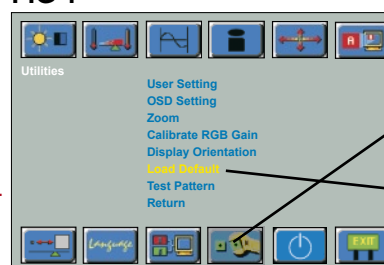 Utilities
User Setting
OSD Setting
Zoom
Calibrate RGB Gain
Display Orientation
Load Default
Test Pattern
Return
A
Language
EXIT